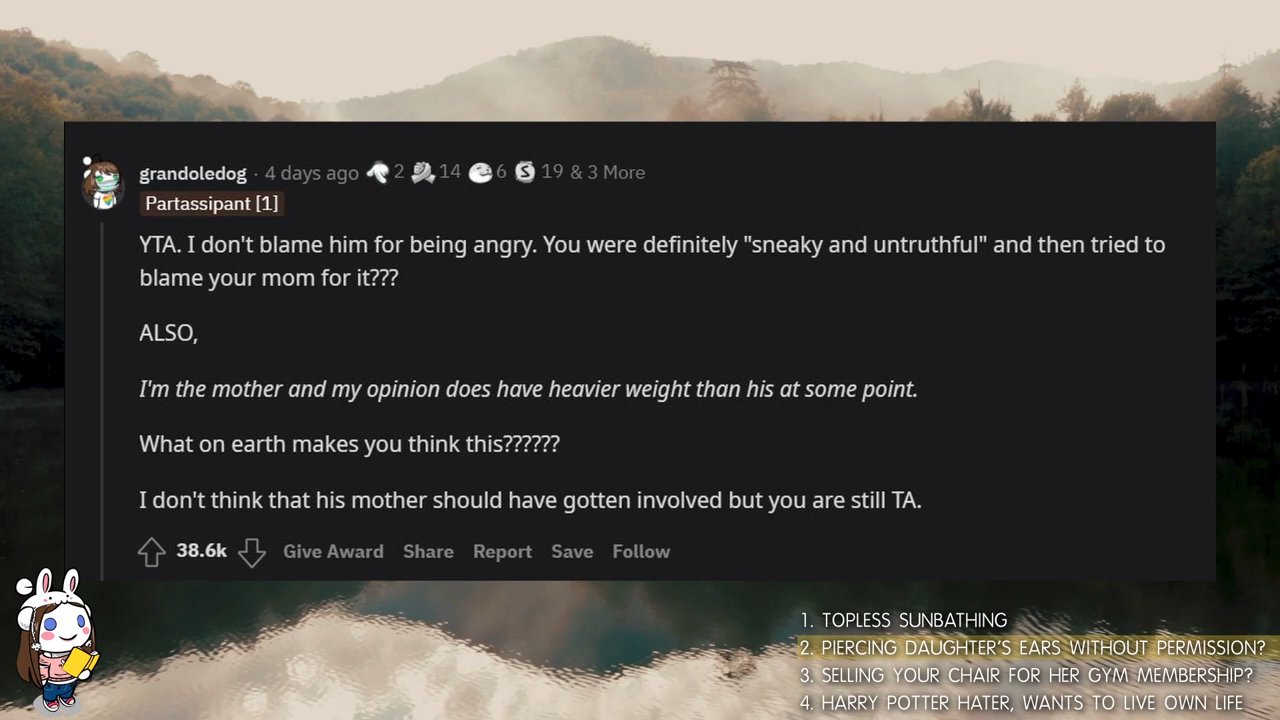 grandoledog · 4 days ago 2 14 6 S 19 & 3 More
Partassipant [1]
YTA. I don't blame him for being angry. You were definitely "sneaky and untruthful" and then tried to
blame your mom for it???
ALSO,
I'm the mother and my opinion does have heavier weight than his at some point.
What on earth makes you think this??????
I don't think that his mother should have gotten involved but you are still TA.
38.6k Give Award Share Report Save Follow
1. TOPLESS SUNBATHING
2. PIERCING DAUGHTER'S EARS WITHOUT PERMISSION?
3. SELLING YOUR CHAIR FOR HER GYM MEMBERSHIP?
4. HARRY POTTER HATER, WANTS TO LIVE OWN LIFE